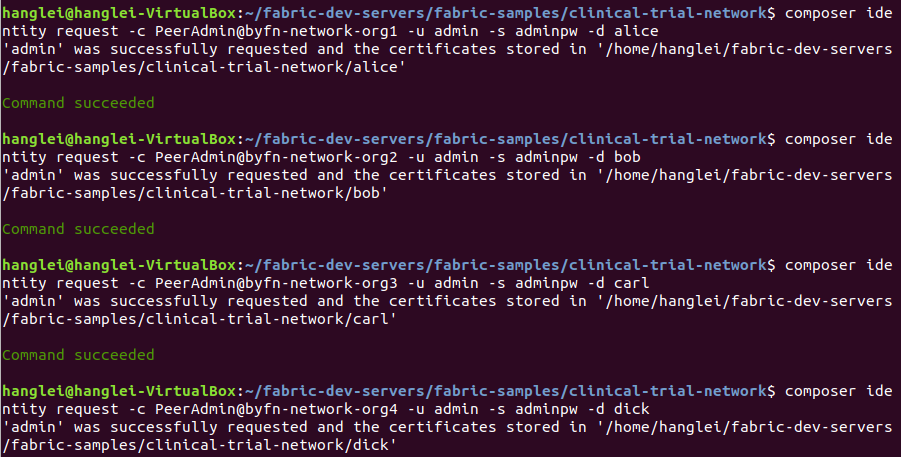 hanglei@hanglei-VirtualBox:~/fabric-dev-servers/fabric-samples/clinical-trial-network$ composer ide
ntity request -c PeerAdmin@byfn-network-org1 -u admin -s adminpw -d alice
'admin' was successfully requested and the certificates stored in '/home/hanglei/fabric-dev-servers
/fabric-samples/clinical-trial-network/alice'
Command succeeded
hanglei@hanglei-VirtualBox:~/fabric-dev-servers/fabric-samples/clinical-trial-network$ composer ide
ntity request -c PeerAdmin@byfn-network-org2 -u admin -s adminpw -d bob
'admin' was successfully requested and the certificates stored in '/home/hanglei/fabric-dev-servers
/fabric-samples/clinical-trial-network/bob'
Command succeeded
hanglei@hanglei-VirtualBox:~/fabric-dev-servers/fabric-samples/clinical-trial-network$ composer ide
ntity request -c PeerAdmin@byfn-network-org3 -u admin -s adminpw -d carl
'admin' was successfully requested and the certificates stored in '/home/hanglei/fabric-dev-servers
/fabric-samples/clinical-trial-network/carl'
Command succeeded
hanglei@hanglei-VirtualBox:~/fabric-dev-servers/fabric-samples/clinical-trial-network$ composer ide
ntity request -c PeerAdmin@byfn-network-org4 -u admin -s adminpw -d dick
'admin' was successfully requested and the certificates stored in '/home/hanglei/fabric-dev-servers
/fabric-samples/clinical-trial-network/dick'